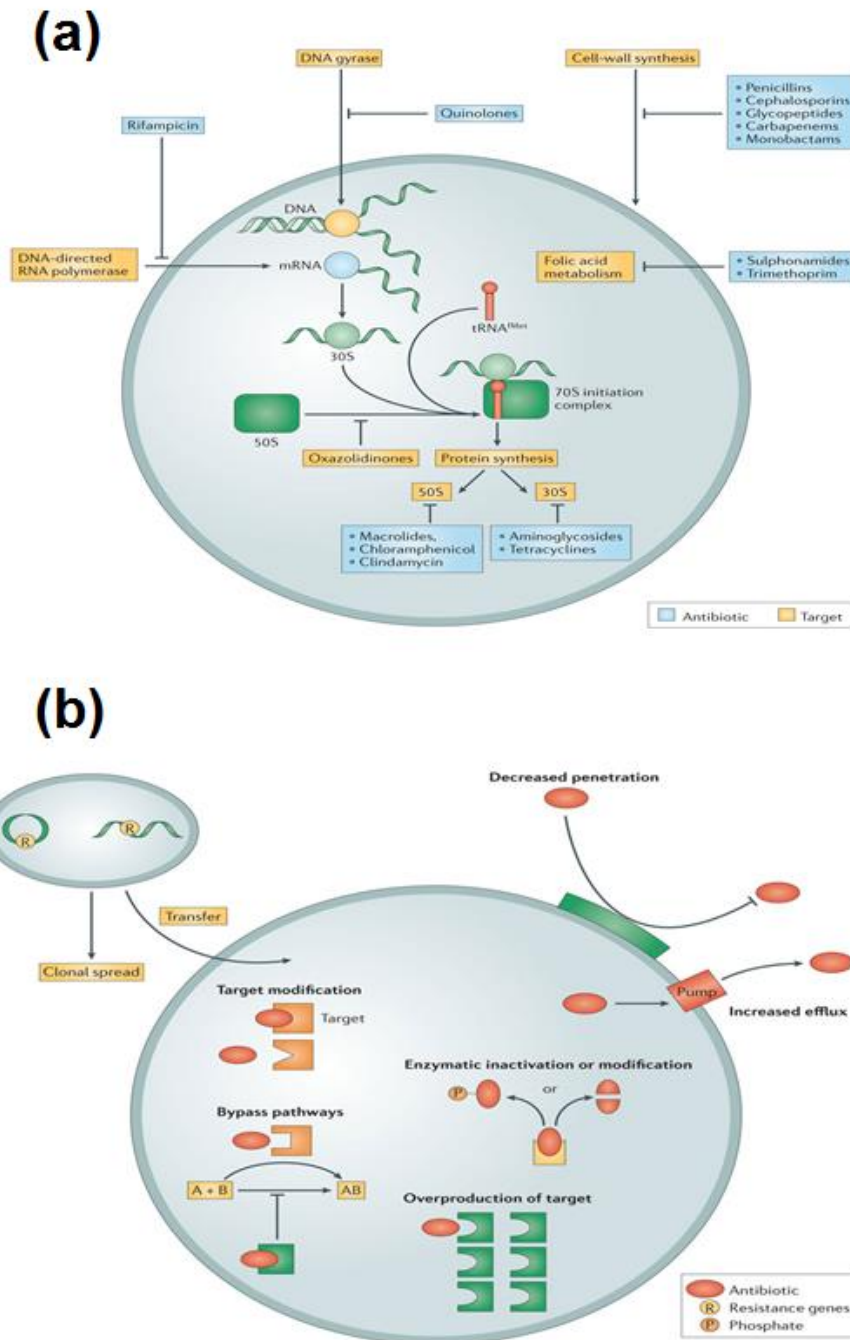 (a)
DNA gyrase
Cell-wall synthesis
Rifampicin
Quinolones
• Penicillins
• Cephalosporins
• Glycopeptides
• Carbapenems
• Monobactams
DNA
DNA-directed
RNA polymerase
mRNA
Folic acid
metabolism
• Sulphonamides
• Trimethoprim
tRNAfMet
30S
70S initiation
complex
50S
Oxazolidinones
Protein synthesis
50S
30S
• Macrolides,
• Chloramphenicol
• Clindamycin
• Aminoglycosides
• Tetracyclines
Antibiotic
Target
(b)
Decreased penetration
R
R
Transfer
Clonal spread
Pump
Increased efflux
Target modification
Target
Enzymatic inactivation or modification
P
or
Bypass pathways
A + B
AB
Overproduction of target
Antibiotic
R Resistance genes
P Phosphate